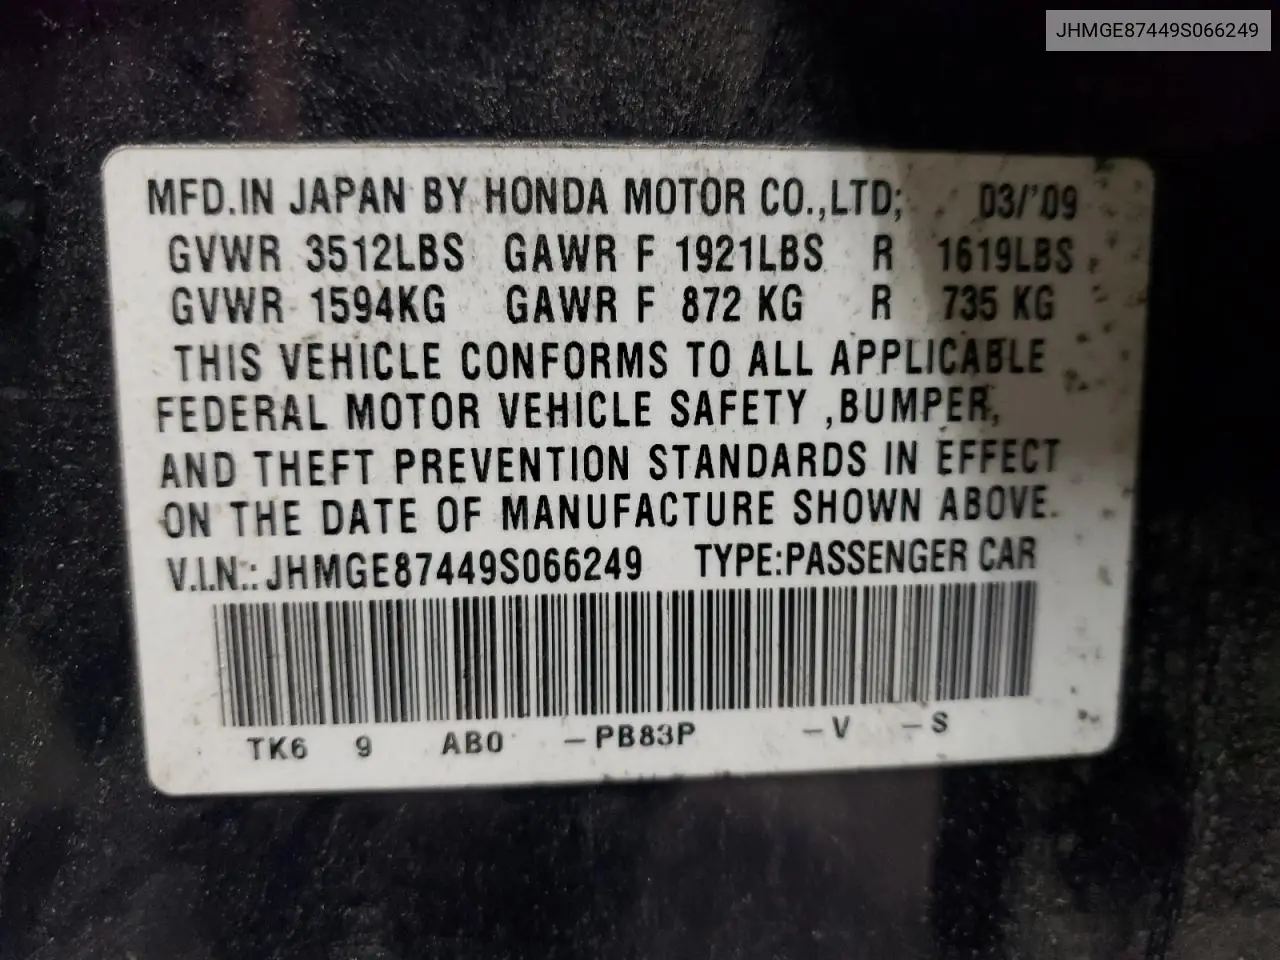 JHMGE87449S066249
MFD.IN JAPAN BY HONDA MOTOR CO.,LTD; 03/'09
GVWR 3512LBS GAWR F 1921LBS R 1619LBS
GVWR 1594KG GAWR F 872 KG R 735 KG
THIS VEHICLE CONFORMS TO ALL APPLICABLE
FEDERAL MOTOR VEHICLE SAFETY ,BUMPER,
AND THEFT PREVENTION STANDARDS IN EFFECT
ON THE DATE OF MANUFACTURE SHOWN ABOVE.
V.I.N.: JHMGE87449S066249 TYPE:PASSENGER CAR
TK6 9 AB0 –PB83P –V –S